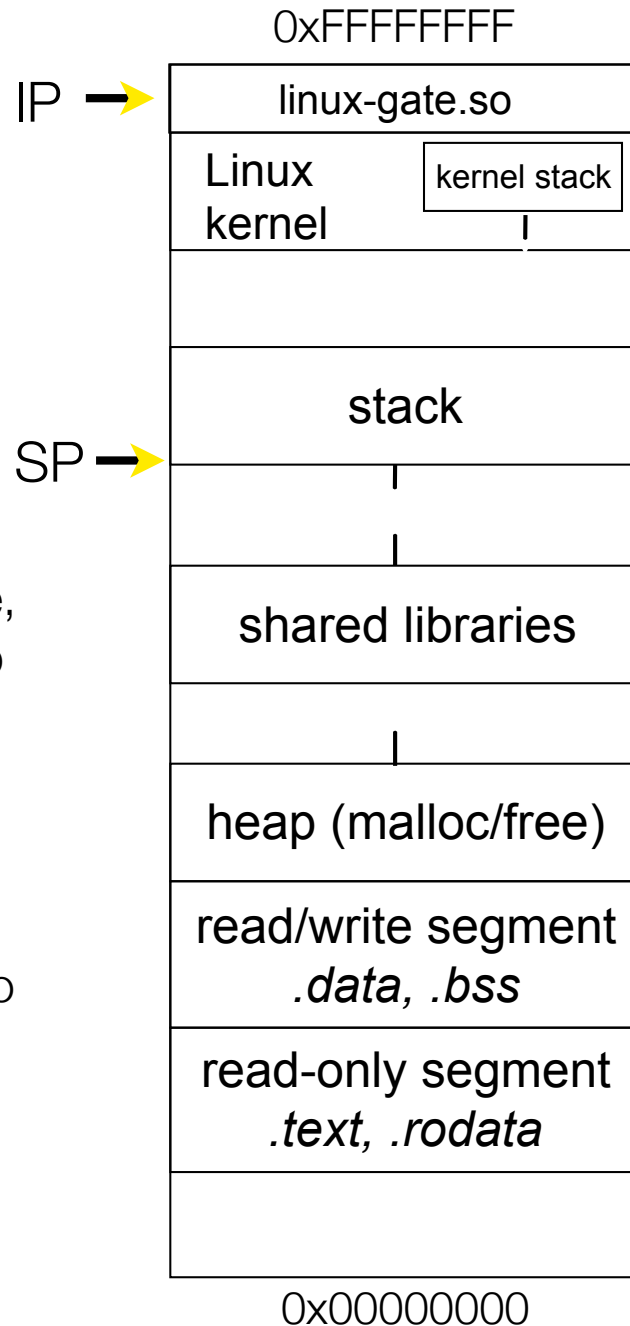 0xFFFFFFFF
IP
linux-gate.so
Linux
kernel
kernel stack
stack
SP
shared libraries
heap (malloc/free)
read/write segment
.data, .bss
read-only segment
.text, .rodata
0x00000000